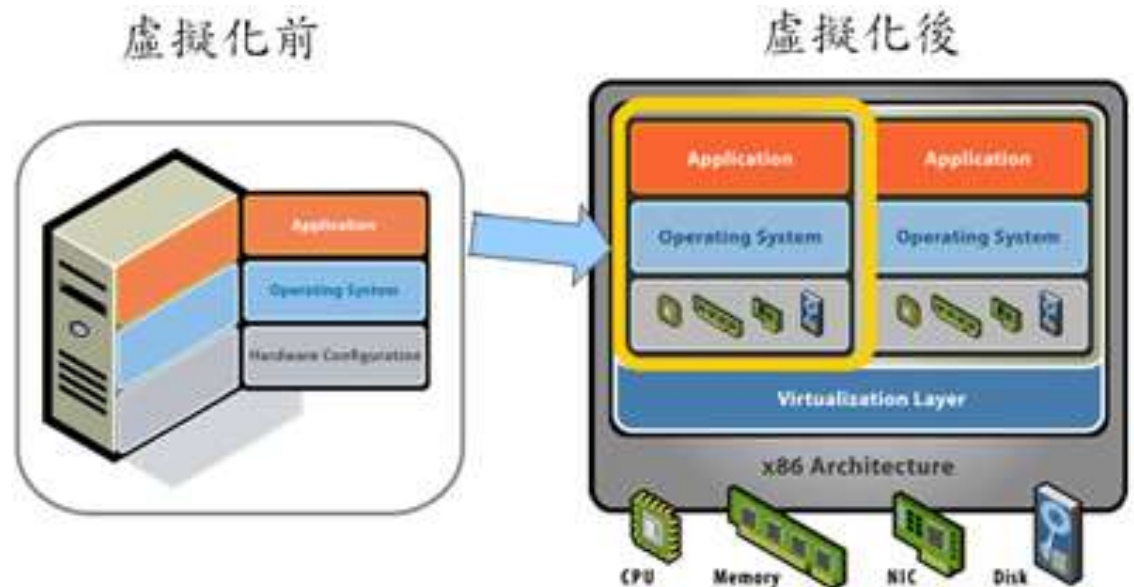 虛擬化前
虛擬化後
Application
Operating System
Hardware Configuration
Application
Application
Operating System
Operating System
Virtualization Layer
x86 Architecture
CPU
Memory
NIC
Disk